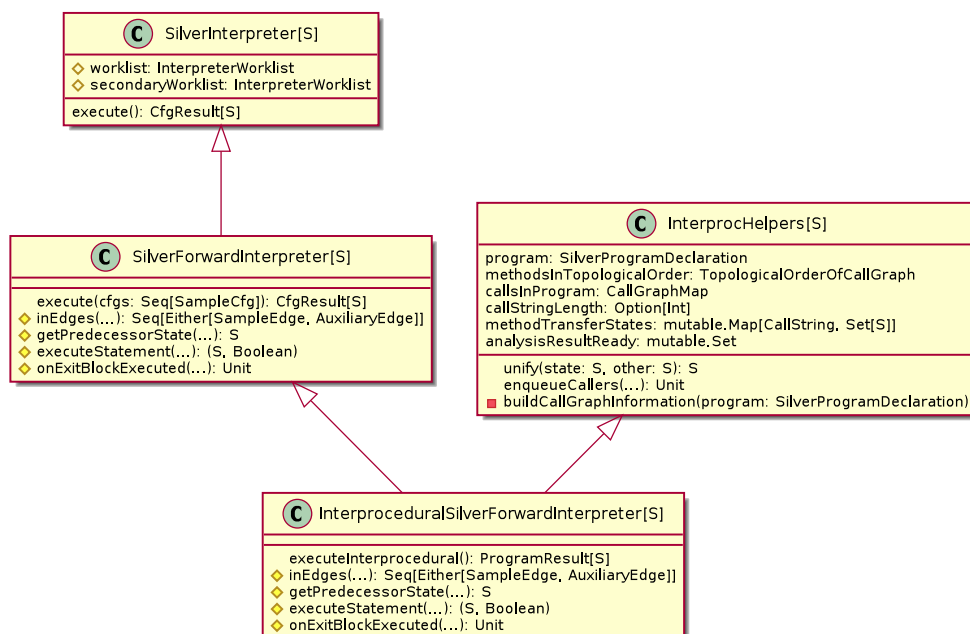 C SilverInterpreter[S]
worklist: InterpreterWorklist
secondaryWorklist: InterpreterWorklist
execute(): CfgResult[S]
C SilverForwardInterpreter[S]
execute(cfgs: Seq[SampleCfg]): CfgResult[S]
inEdges(...): Seq[Either[SampleEdge, AuxiliaryEdge]]
getPredecessorState(...): S
executeStatement(...): (S, Boolean)
onExitBlockExecuted(...): Unit
C InterprocHelpers[S]
program: SilverProgramDeclaration
methodsInTopologicalOrder: TopologicalOrderOfCallGraph
callsInProgram: CallGraphMap
callStringLength: Option[Int]
methodTransferStates: mutable.Map[CallString, Set[S]]
analysisResultReady: mutable.Set
unify(state: S, other: S): S
enqueueCallers(...): Unit
buildCallGraphInformation(program: SilverProgramDeclaration)
C InterproceduralSilverForwardInterpreter[S]
executeInterprocedural(): ProgramResult[S]
inEdges(...): Seq[Either[SampleEdge, AuxiliaryEdge]]
getPredecessorState(...): S
executeStatement(...): (S, Boolean)
onExitBlockExecuted(...): Unit